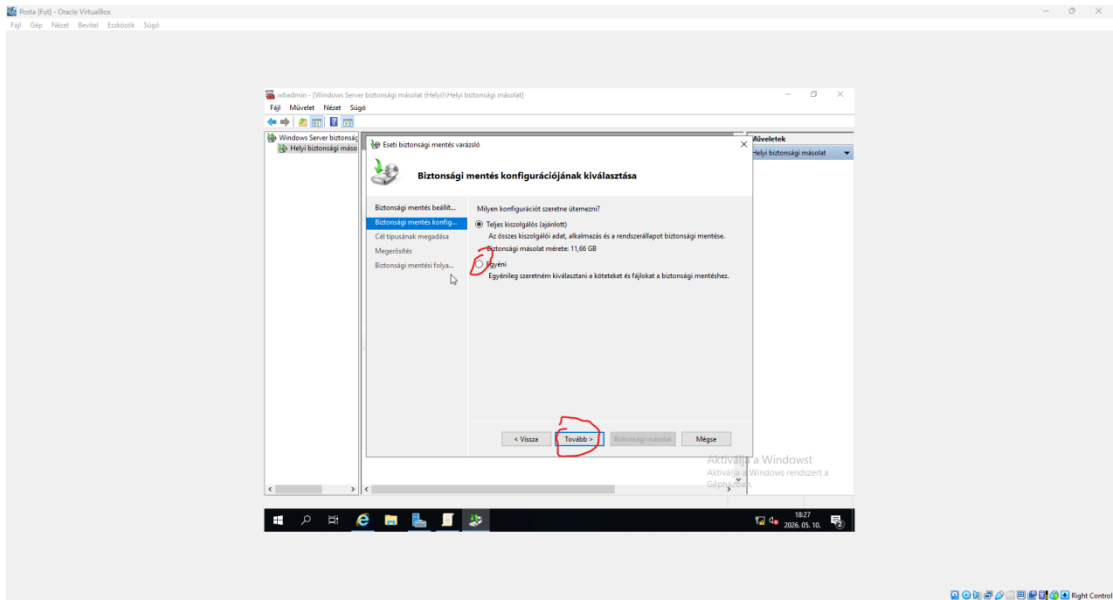 Posta [Fut] - Oracle VirtualBox
Fájl Gép Nézet Bevitel Eszközök Súgó
wbadmin - [Windows Server biztonsági másolat (Helyi)\Helyi biztonsági másolat]
Fájl Művelet Nézet Súgó
Windows Server biztonság
Helyi biztonsági máso
Műveletek
Helyi biztonsági másolat
Eseti biztonsági mentés varázsló
Biztonsági mentés konfigurációjának kiválasztása
Biztonsági mentés beállít...
Biztonsági mentés konfig...
Cél típusának megadása
Megerősítés
Biztonsági mentési folya...
Milyen konfigurációt szeretne ütemezni?
Teljes kiszolgálós (ajánlott)
Az összes kiszolgálói adat, alkalmazás és a rendszerállapot biztonsági mentése.
Biztonsági másolat mérete: 11,66 GB
Egyéni
Egyénileg szeretném kiválasztani a köteteket és fájlokat a biztonsági mentéshez.
< Vissza
Tovább >
Biztonsági másolat
Mégse
Aktiválja a Windowst
Aktiválja a Windows rendszert a
Gépházban.
18:27
2026. 05. 10.
2
Right Control